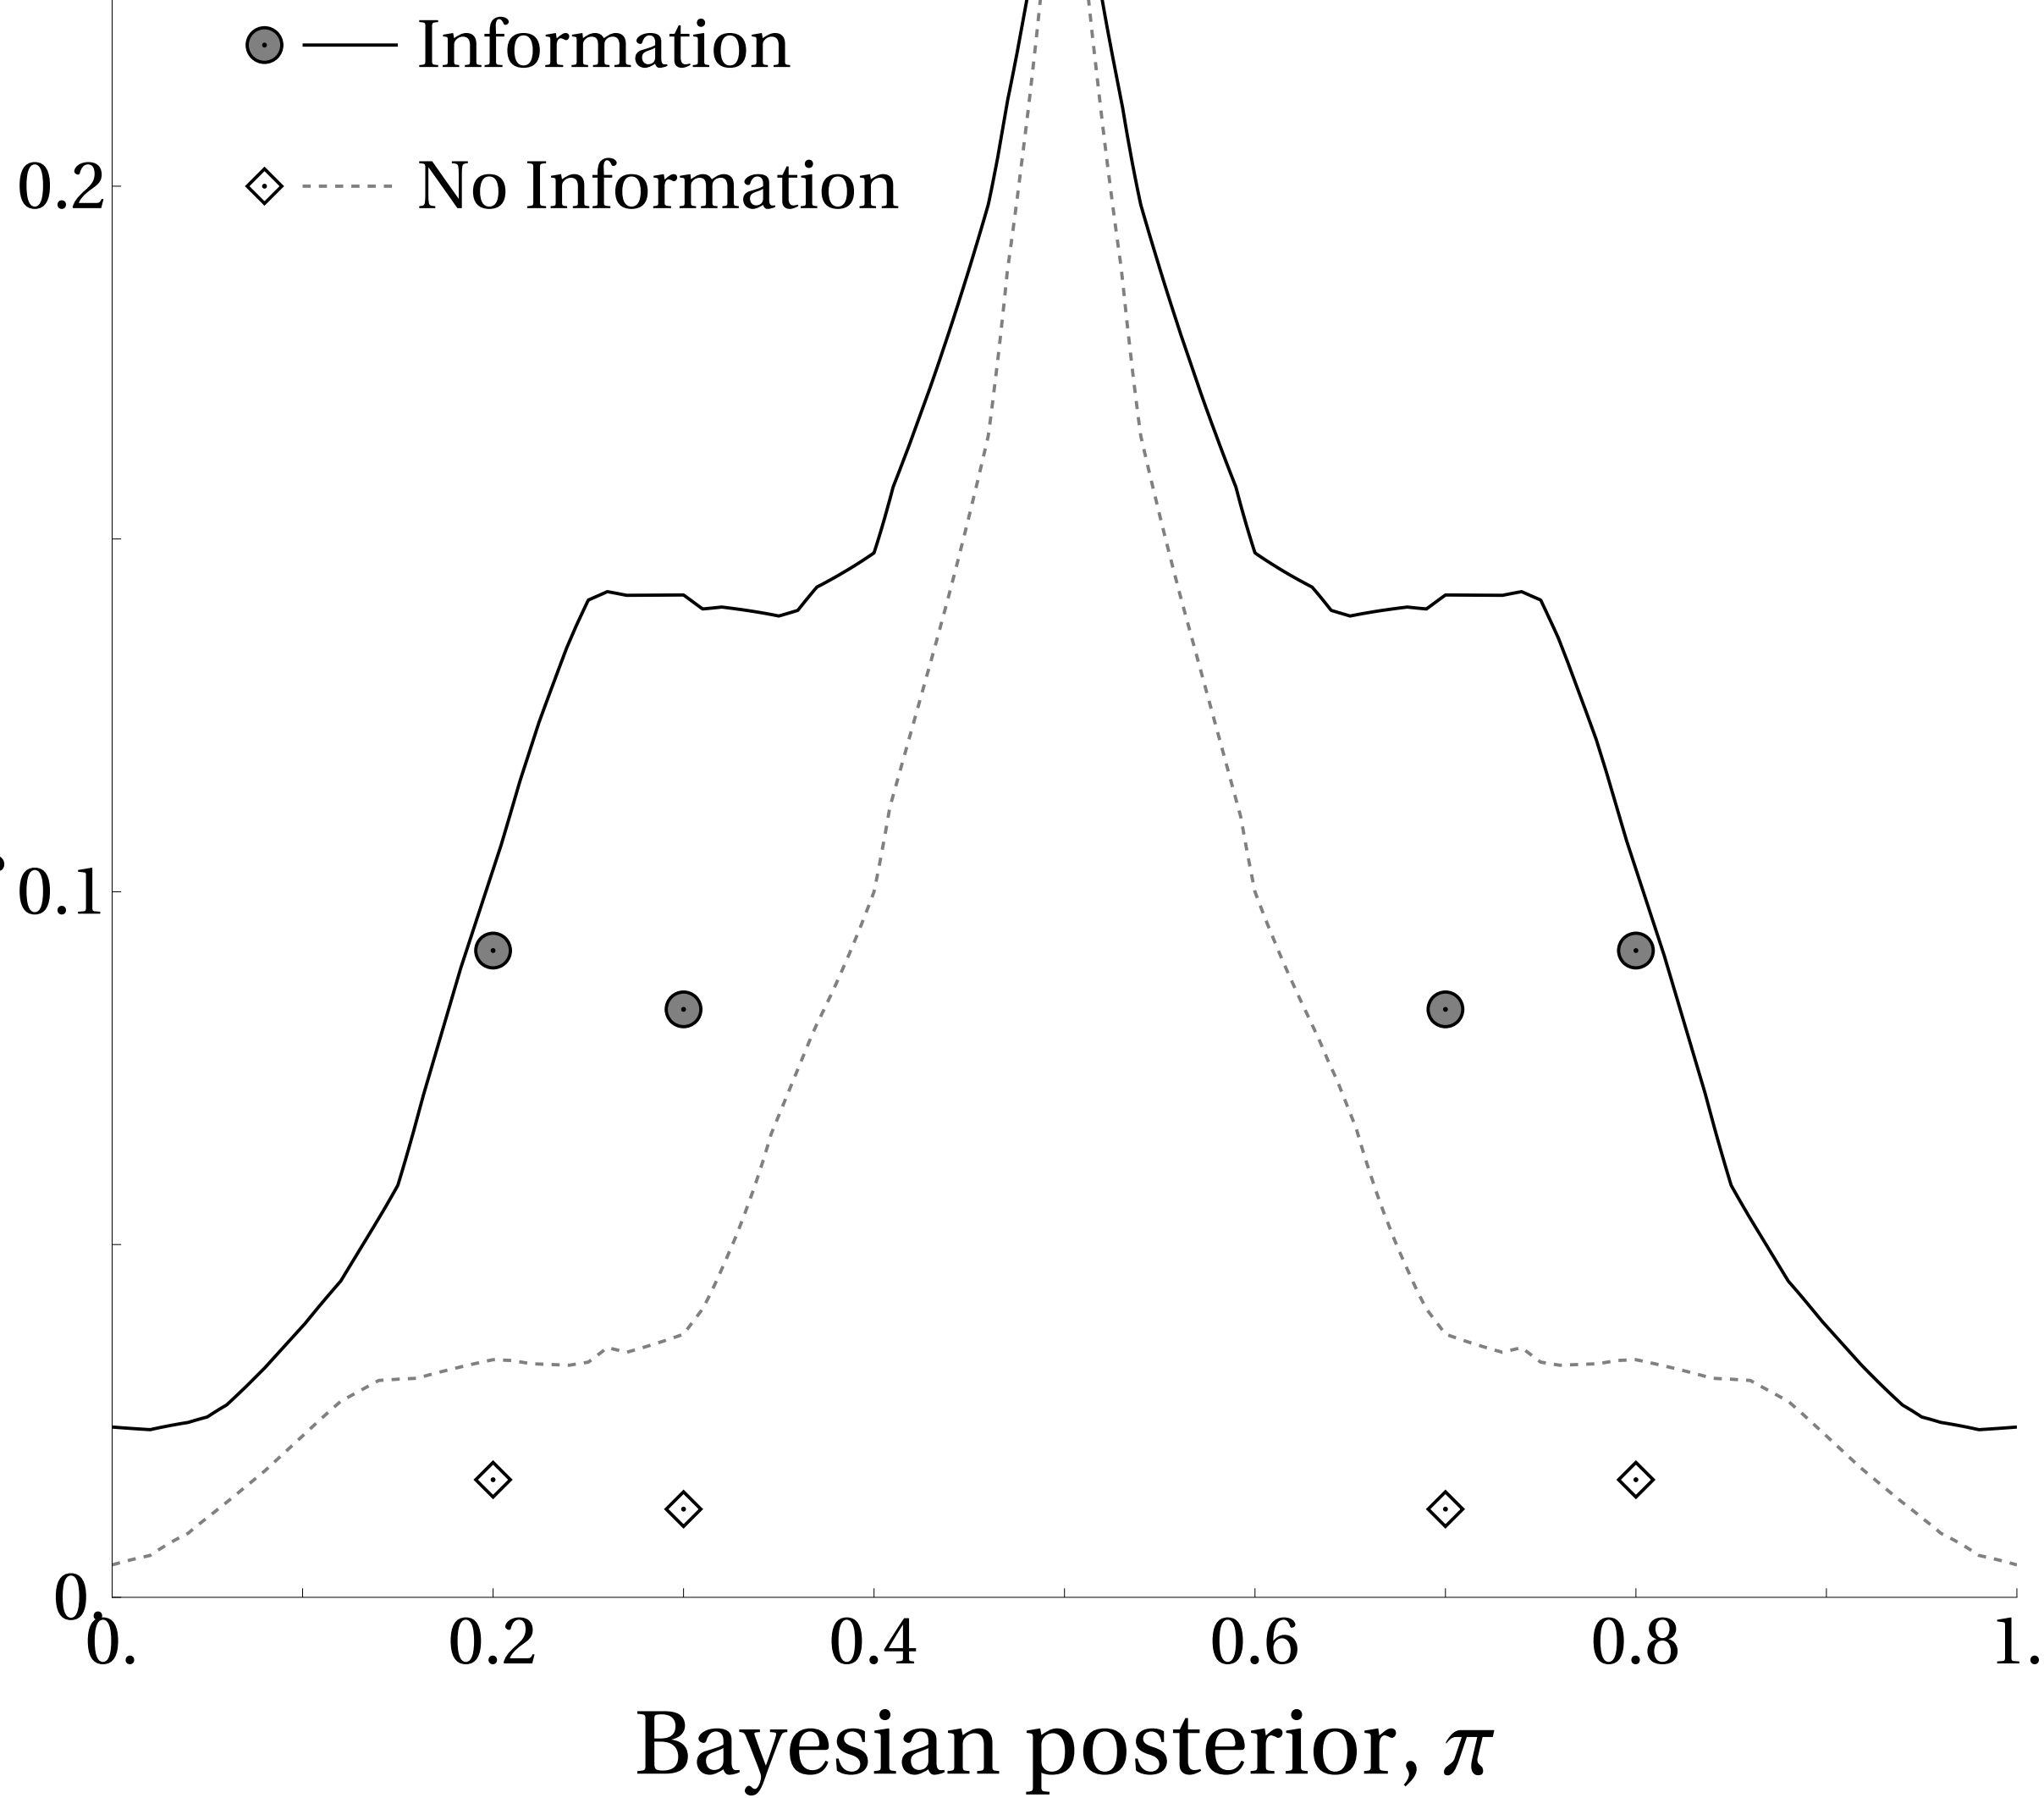 Information
0.2
No Information
0.1
0.
0. 0.2 0.4 0.6 0.8 1.
Bayesian posterior, π